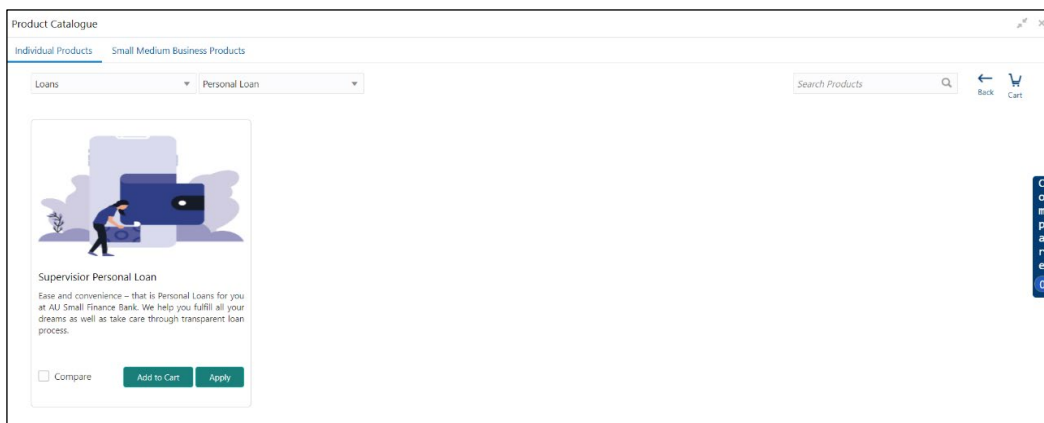 Product Catalogue
Individual Products Small Medium Business Products
Loans Personal Loan Search Products Back Cart
Compare
Supervisior Personal Loan
Ease and convenience – that is Personal Loans for you
at AU Small Finance Bank. We help you fulfill all your
dreams as well as take care through transparent loan
process.
Compare Add to Cart Apply